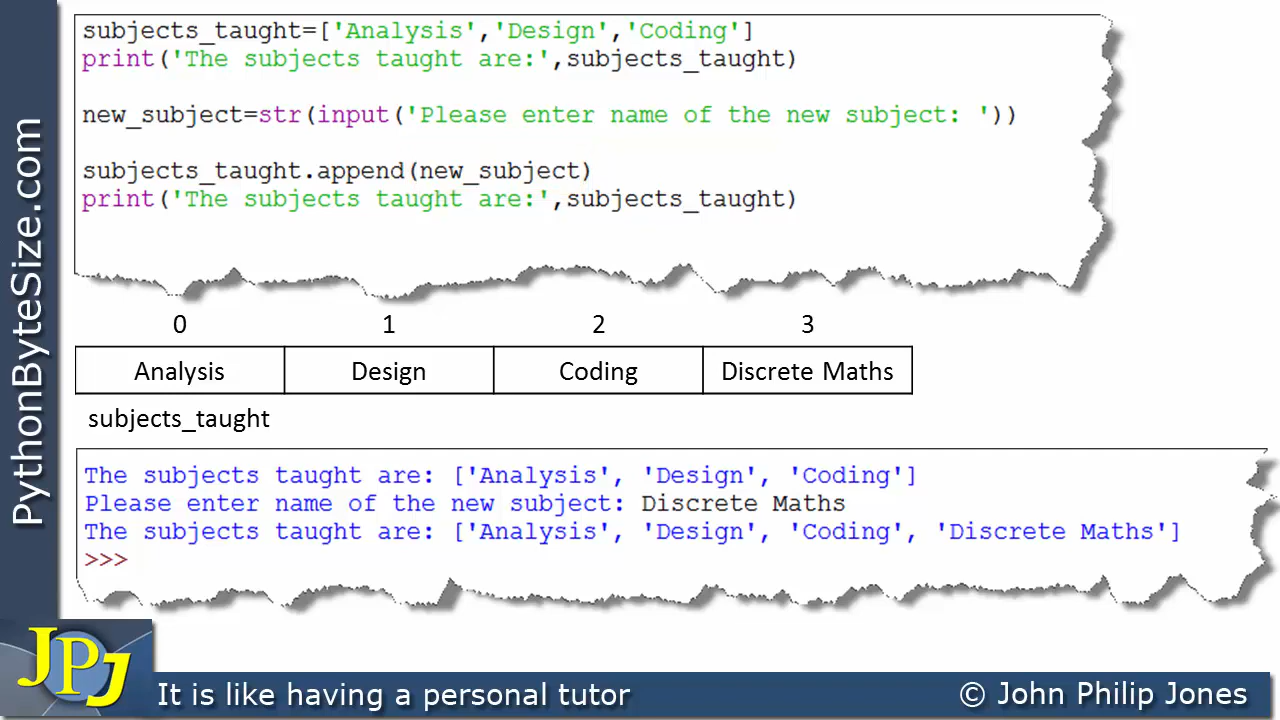 subjects_taught=['Analysis','Design','Coding']
print('The subjects taught are:',subjects_taught)
new_subject=str(input('Please enter name of the new subject: '))
subjects_taught.append(new_subject)
print('The subjects taught are:',subjects_taught)
0 1 2 3
Analysis Design Coding Discrete Maths
subjects_taught
The subjects taught are: ['Analysis', 'Design', 'Coding']
Please enter name of the new subject: Discrete Maths
The subjects taught are: ['Analysis', 'Design', 'Coding', 'Discrete Maths']
>>>
PythonByteSize.com
JPJ
It is like having a personal tutor
© John Philip Jones